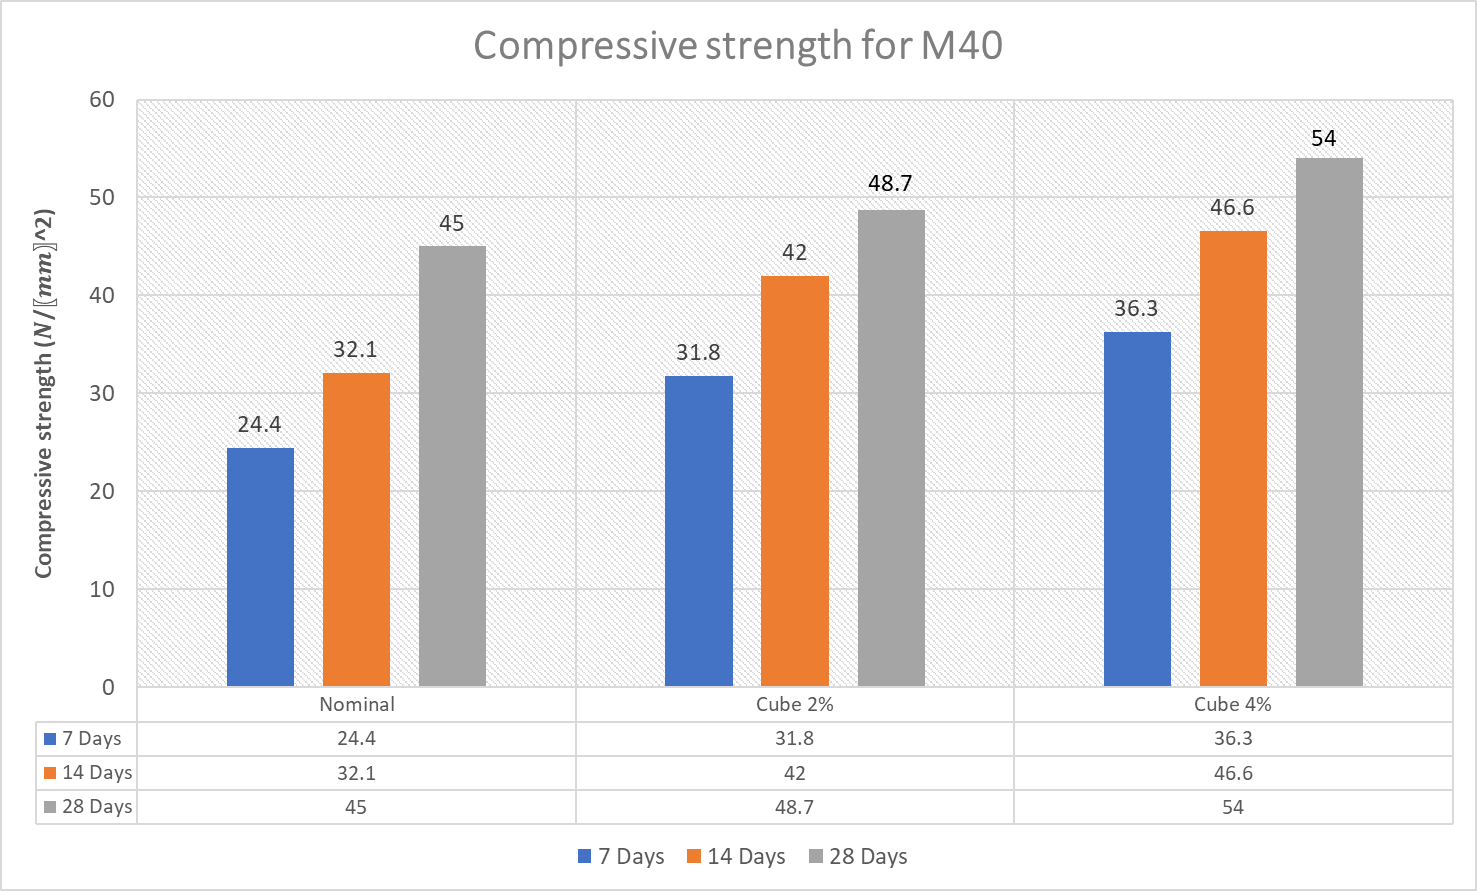 Compressive strength for M40
Compressive strength (N/〖mm〗^2)
60
50
40
30
20
10
0
24.4
32.1
45
31.8
42
48.7
36.3
46.6
54
Nominal Cube 2% Cube 4%
7 Days 24.4 31.8 36.3
14 Days 32.1 42 46.6
28 Days 45 48.7 54
7 Days 14 Days 28 Days